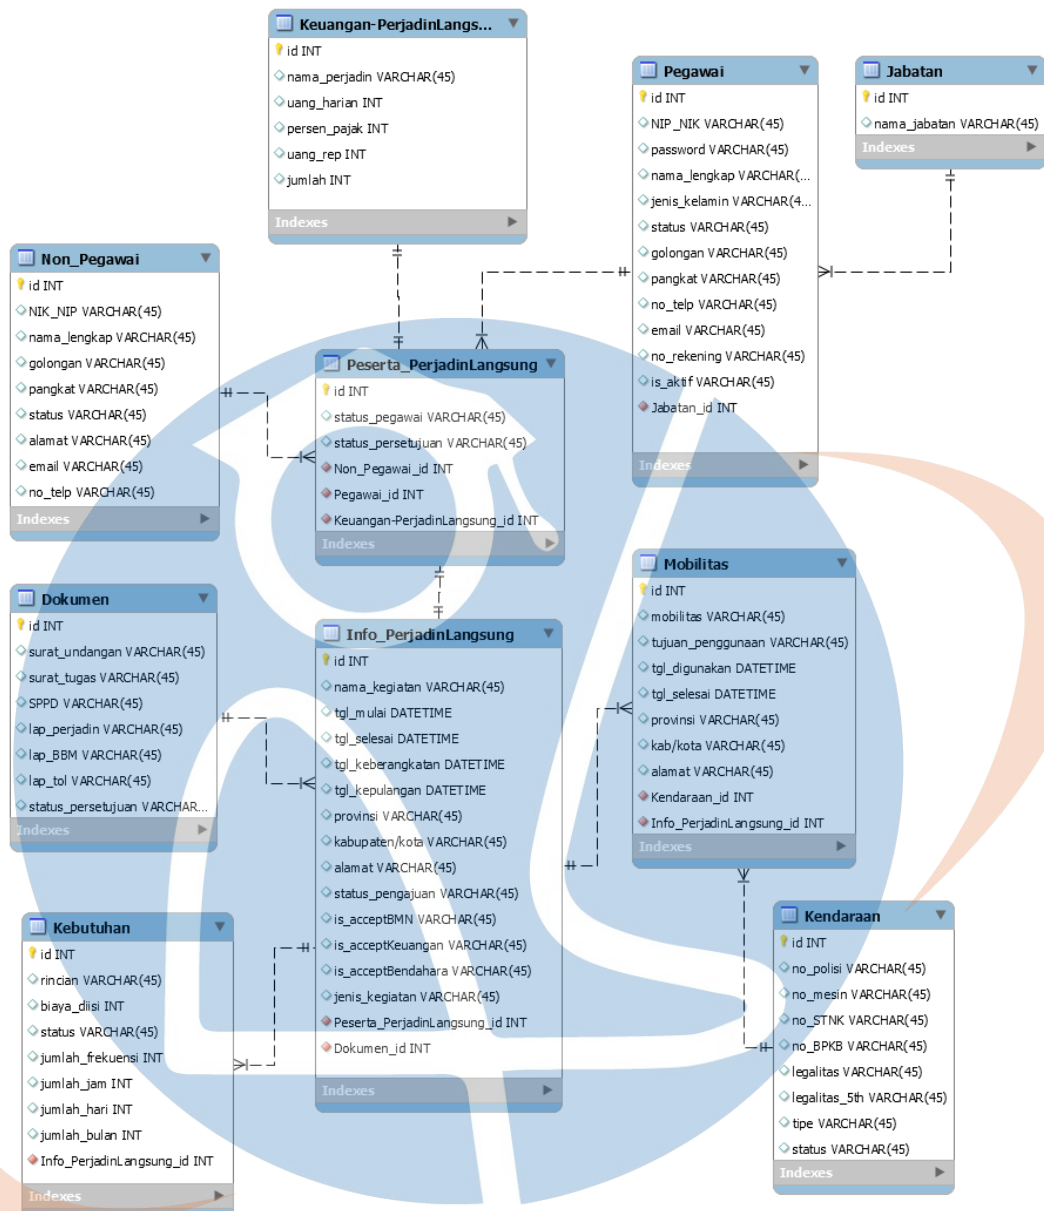 Keuangan-PerjadinLangs...
id INT
nama_perjadin VARCHAR(45)
uang_harian INT
persen_pajak INT
uang_rep INT
jumlah INT
Indexes
Pegawai
id INT
NIP_NIK VARCHAR(45)
password VARCHAR(45)
nama_lengkap VARCHAR(...
jenis_kelamin VARCHAR(4...
status VARCHAR(45)
golongan VARCHAR(45)
pangkat VARCHAR(45)
no_telp VARCHAR(45)
email VARCHAR(45)
no_rekening VARCHAR(45)
is_aktif VARCHAR(45)
Jabatan_id INT
Indexes
Jabatan
id INT
nama_jabatan VARCHAR(45)
Indexes
Non_Pegawai
id INT
NIK_NIP VARCHAR(45)
nama_lengkap VARCHAR(45)
golongan VARCHAR(45)
pangkat VARCHAR(45)
status VARCHAR(45)
alamat VARCHAR(45)
email VARCHAR(45)
no_telp VARCHAR(45)
Indexes
Peserta_PerjadinLangsung
id INT
status_pegawai VARCHAR(45)
status_persetujuan VARCHAR(45)
Non_Pegawai_id INT
Pegawai_id INT
Keuangan-PerjadinLangsung_id INT
Indexes
Dokumen
id INT
surat_undangan VARCHAR(45)
surat_tugas VARCHAR(45)
SPPD VARCHAR(45)
lap_perjadin VARCHAR(45)
lap_BBM VARCHAR(45)
lap_tol VARCHAR(45)
status_persetujuan VARCHAR...
Indexes
Info_PerjadinLangsung
id INT
nama_kegiatan VARCHAR(45)
tgl_mulai DATETIME
tgl_selesai DATETIME
tgl_keberangkatan DATETIME
tgl_kepulangan DATETIME
provinsi VARCHAR(45)
kabupaten/kota VARCHAR(45)
alamat VARCHAR(45)
status_pengajuan VARCHAR(45)
is_acceptBMN VARCHAR(45)
is_acceptKeuangan VARCHAR(45)
is_acceptBendahara VARCHAR(45)
jenis_kegiatan VARCHAR(45)
Peserta_PerjadinLangsung_id INT
Dokumen_id INT
Indexes
Mobilitas
id INT
mobilitas VARCHAR(45)
tujuan_penggunaan VARCHAR(45)
tgl_digunakan DATETIME
tgl_selesai DATETIME
provinsi VARCHAR(45)
kab/kota VARCHAR(45)
alamat VARCHAR(45)
Kendaraan_id INT
Info_PerjadinLangsung_id INT
Indexes
Kebutuhan
id INT
rincian VARCHAR(45)
biaya_diisi INT
status VARCHAR(45)
jumlah_frekuensi INT
jumlah_jam INT
jumlah_hari INT
jumlah_bulan INT
Info_PerjadinLangsung_id INT
Indexes
Kendaraan
id INT
no_polisi VARCHAR(45)
no_mesin VARCHAR(45)
no_STNK VARCHAR(45)
no_BPKB VARCHAR(45)
legalitas VARCHAR(45)
legalitas_5th VARCHAR(45)
tipe VARCHAR(45)
status VARCHAR(45)
Indexes